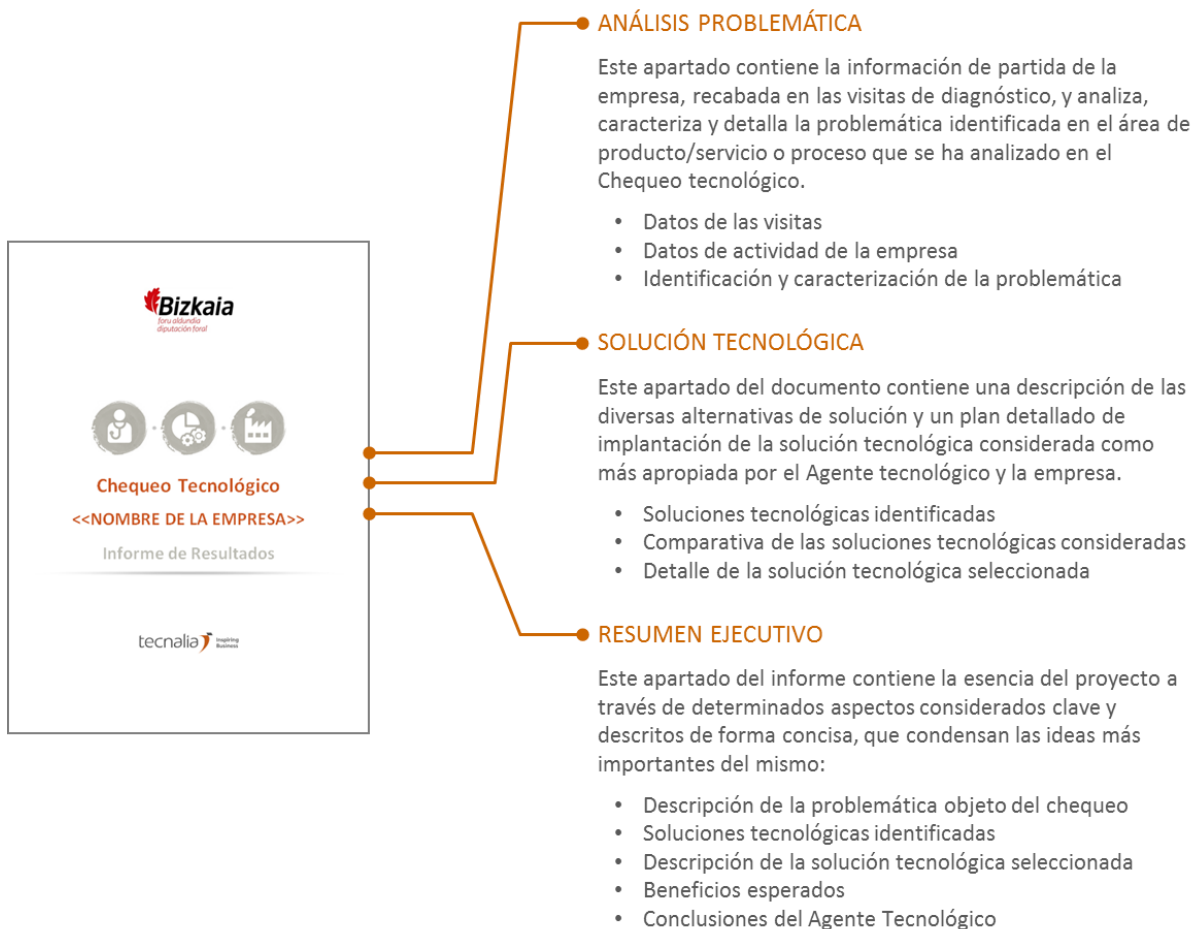 ANÁLISIS PROBLEMÁTICA
Este apartado contiene la información de partida de la
empresa, recabada en las visitas de diagnóstico, y analiza,
caracteriza y detalla la problemática identificada en el área de
producto/servicio o proceso que se ha analizado en el
Chequeo tecnológico.
• Datos de las visitas
• Datos de actividad de la empresa
• Identificación y caracterización de la problemática
Bizkaia
foru aldundia
diputación foral
Chequeo Tecnológico
<<NOMBRE DE LA EMPRESA>>
Informe de Resultados
tecnalia Inspiring
Business
SOLUCIÓN TECNOLÓGICA
Este apartado del documento contiene una descripción de las
diversas alternativas de solución y un plan detallado de
implantación de la solución tecnológica considerada como
más apropiada por el Agente tecnológico y la empresa.
• Soluciones tecnológicas identificadas
• Comparativa de las soluciones tecnológicas consideradas
• Detalle de la solución tecnológica seleccionada
RESUMEN EJECUTIVO
Este apartado del informe contiene la esencia del proyecto a
través de determinados aspectos considerados clave y
descritos de forma concisa, que condensan las ideas más
importantes del mismo:
• Descripción de la problemática objeto del chequeo
• Soluciones tecnológicas identificadas
• Descripción de la solución tecnológica seleccionada
• Beneficios esperados
• Conclusiones del Agente Tecnológico